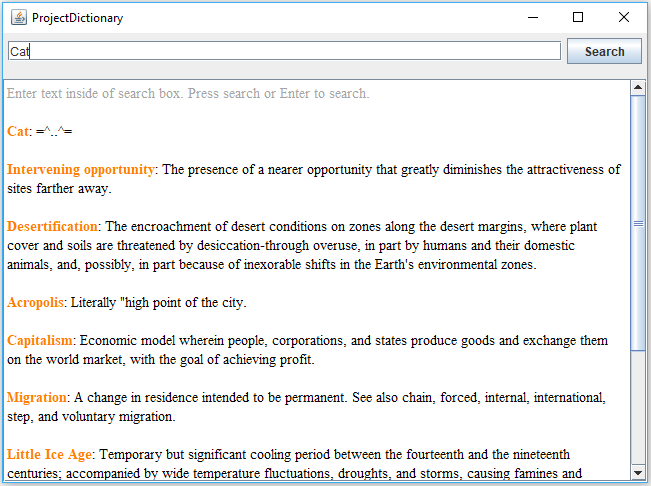 ProjectDictionary
Cat
Search
Enter text inside of search box. Press search or Enter to search.
Cat: =^..^=
Intervening opportunity: The presence of a nearer opportunity that greatly diminishes the attractiveness of
sites farther away.
Desertification: The encroachment of desert conditions on zones along the desert margins, where plant
cover and soils are threatened by desiccation-through overuse, in part by humans and their domestic
animals, and, possibly, in part because of inexorable shifts in the Earth's environmental zones.
Acropolis: Literally "high point of the city.
Capitalism: Economic model wherein people, corporations, and states produce goods and exchange them
on the world market, with the goal of achieving profit.
Migration: A change in residence intended to be permanent. See also chain, forced, internal, international,
step, and voluntary migration.
Little Ice Age: Temporary but significant cooling period between the fourteenth and the nineteenth
centuries; accompanied by wide temperature fluctuations, droughts, and storms, causing famines and